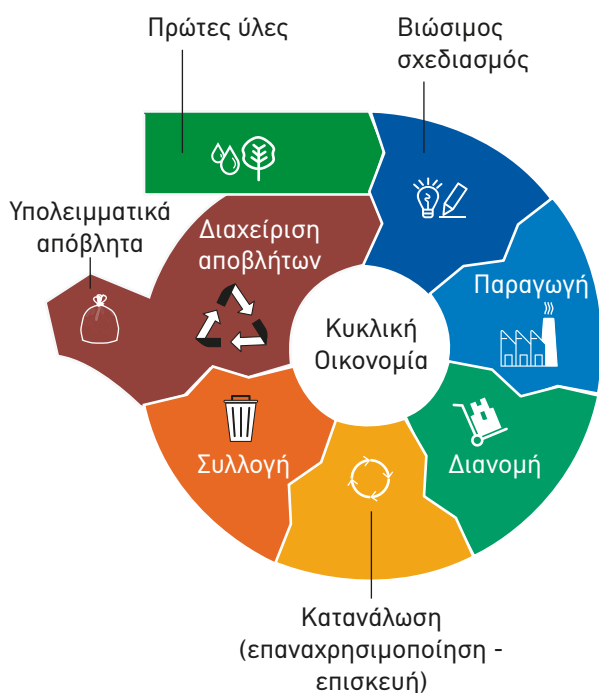 Πρώτες ύλες
Βιώσιμος
σχεδιασμός
Υπολειμματικά
απόβλητα
Διαχείριση
αποβλήτων
Παραγωγή
Κυκλική
Οικονομία
Συλλογή
Διανομή
Κατανάλωση
(επαναχρησιμοποίηση -
επισκευή)